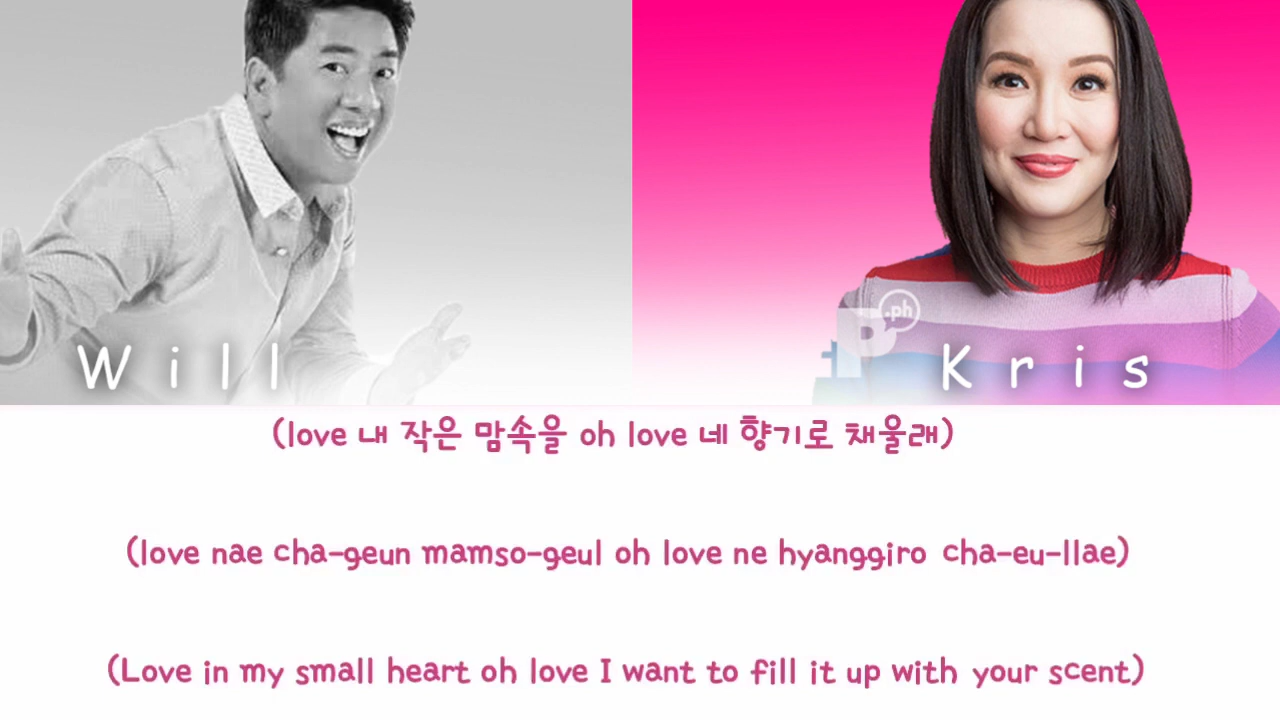 .ph
P
Will
Kris
(love 내 작은 맘속을 oh love 네 향기로 채울래)
(love nae cha-geun mamso-geul oh love ne hyanggiro cha-eu-llae)
(Love in my small heart oh love I want to fill it up with your scent)